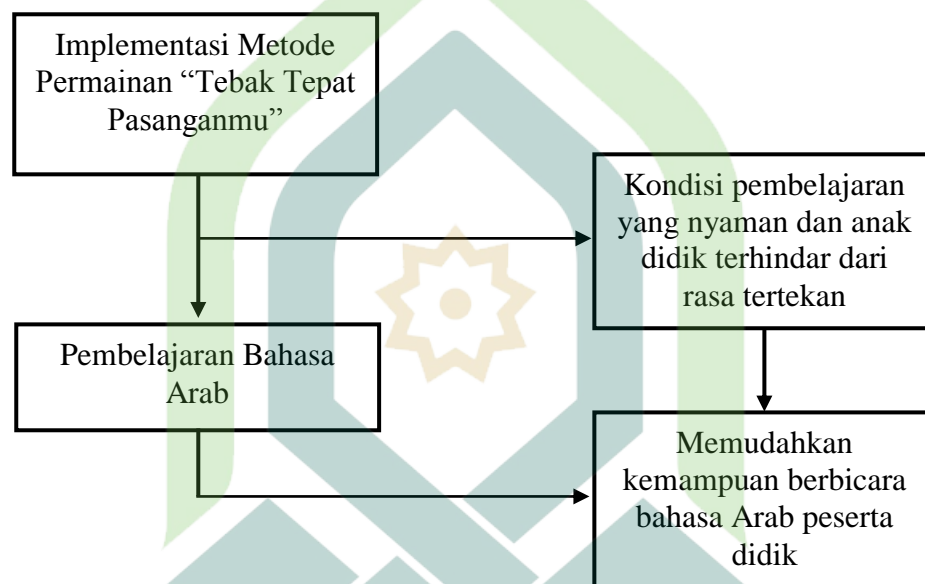 Implementasi Metode
Permainan “Tebak Tepat
Pasanganmu”
Kondisi pembelajaran
yang nyaman dan anak
didik terhindar dari
rasa tertekan
Pembelajaran Bahasa
Arab
Memudahkan
kemampuan berbicara
bahasa Arab peserta
didik